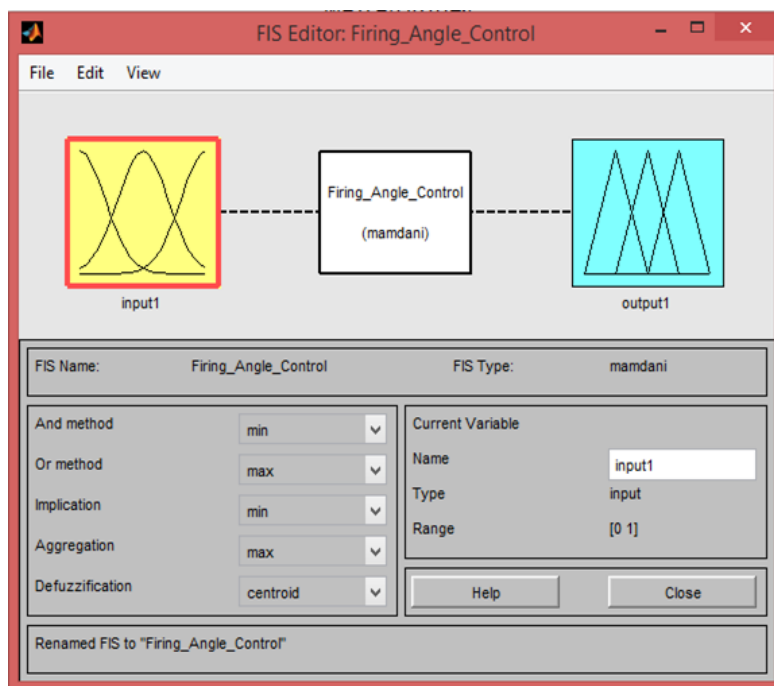 FIS Editor: Firing_Angle_Control
File Edit View
Firing_Angle_Control
(mamdani)
input1
output1
FIS Name: Firing_Angle_Control FIS Type: mamdani
And method min
Or method max
Implication min
Aggregation max
Defuzzification centroid
Current Variable
Name input1
Type input
Range [0 1]
Help Close
Renamed FIS to "Firing_Angle_Control"